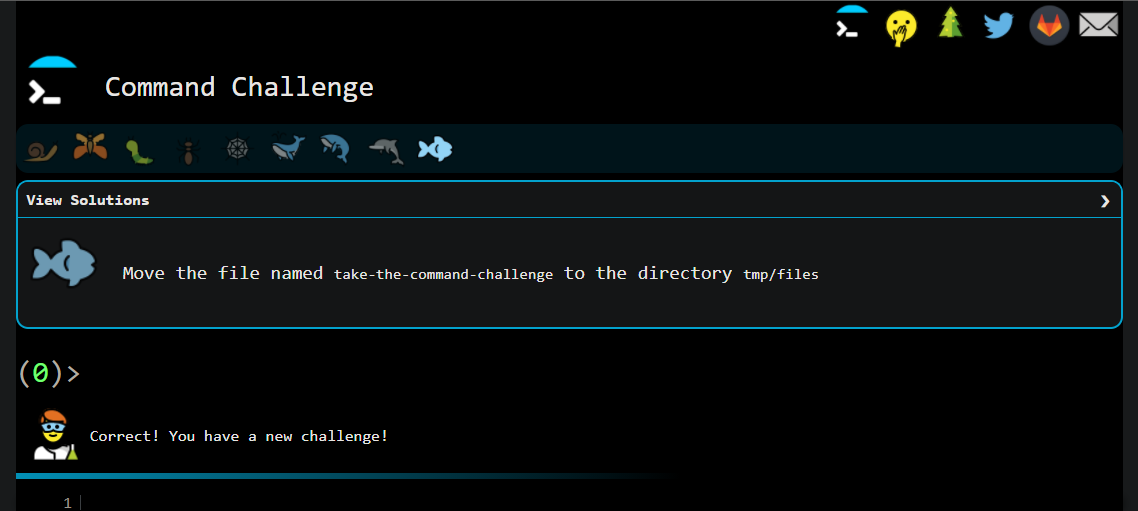 Command Challenge
View Solutions
Move the file named take-the-command-challenge to the directory tmp/files
(0)>
Correct! You have a new challenge!
1